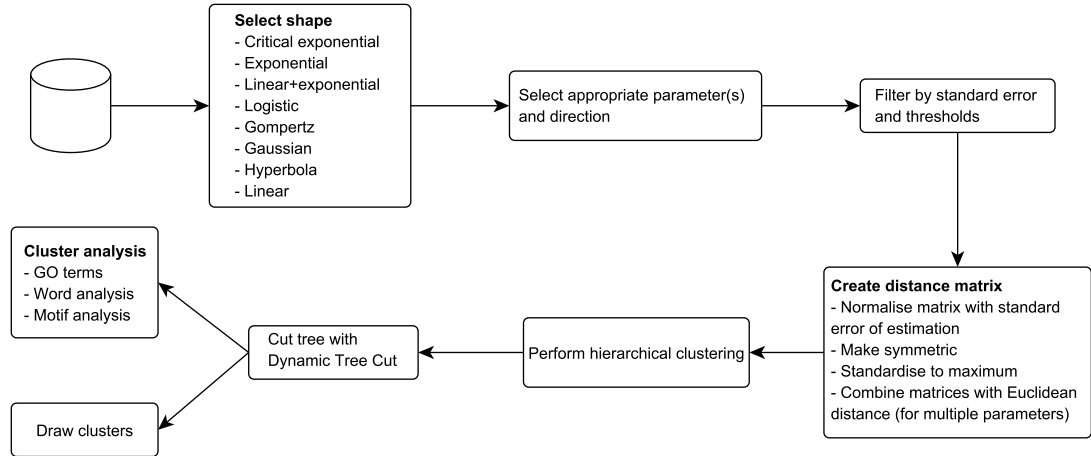 Select shape
- Critical exponential
- Exponential
- Linear+exponential
- Logistic
- Gompertz
- Gaussian
- Hyperbola
- Linear
Select appropriate parameter(s)
and direction
Filter by standard error
and thresholds
Create distance matrix
- Normalise matrix with standard
error of estimation
- Make symmetric
- Standardise to maximum
- Combine matrices with Euclidean
distance (for multiple parameters)
Perform hierarchical clustering
Cut tree with
Dynamic Tree Cut
Cluster analysis
- GO terms
- Word analysis
- Motif analysis
Draw clusters